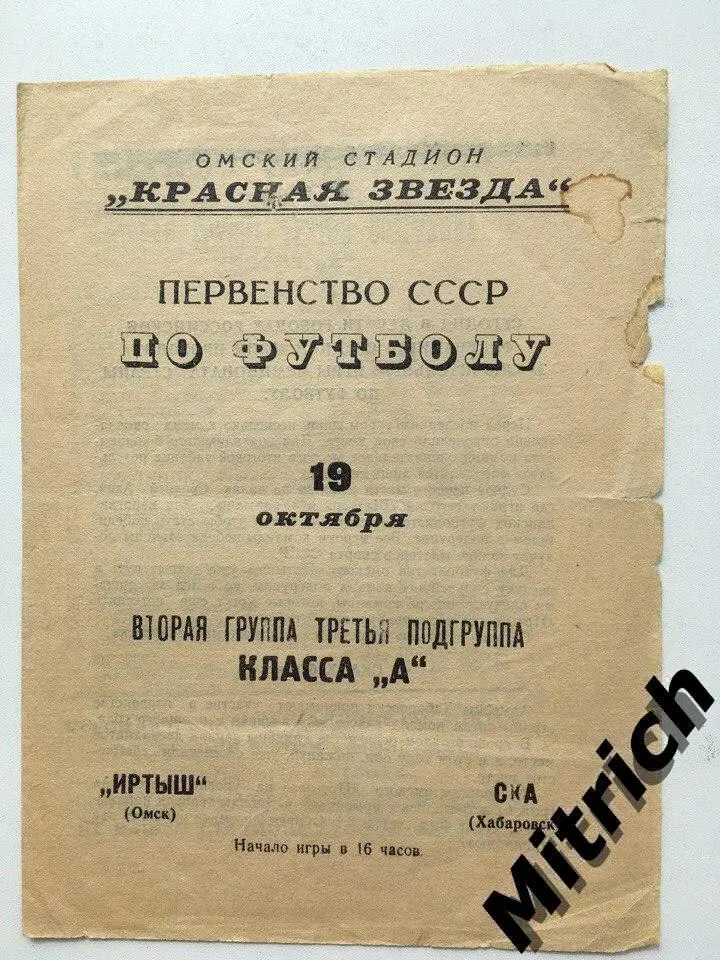 ОМСКИЙ СТАДИОН
„КРАСНАЯ ЗВЕЗДА“
ПЕРВЕНСТВО СССР
ПО ФУТБОЛУ
19
октября
ВТОРАЯ ГРУППА ТРЕТЬЯ ПОДГРУППА
КЛАССА „А“
„ИРТЫШ“ СКА
(Омск) (Хабаровск
Начало игры в 16 часов.
Mitrich